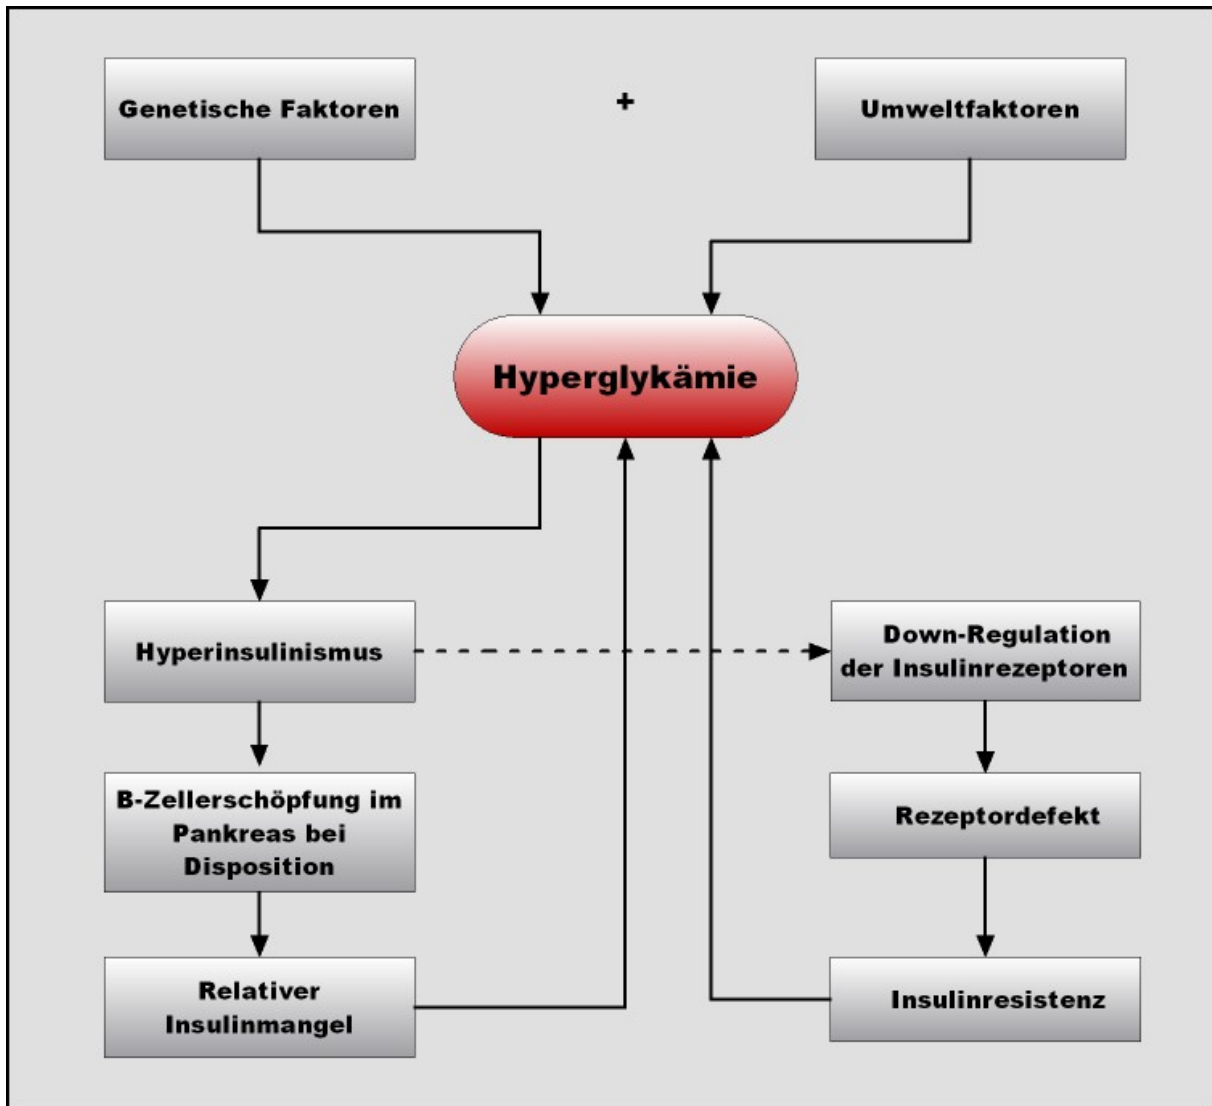 Genetische Faktoren
+
Umweltfaktoren
Hyperglykämie
Hyperinsulinismus
Down-Regulation
der Insulinrezeptoren
B-Zellerschöpfung im
Pankreas bei
Disposition
Rezeptordefekt
Relativer
Insulinmangel
Insulinresistenz